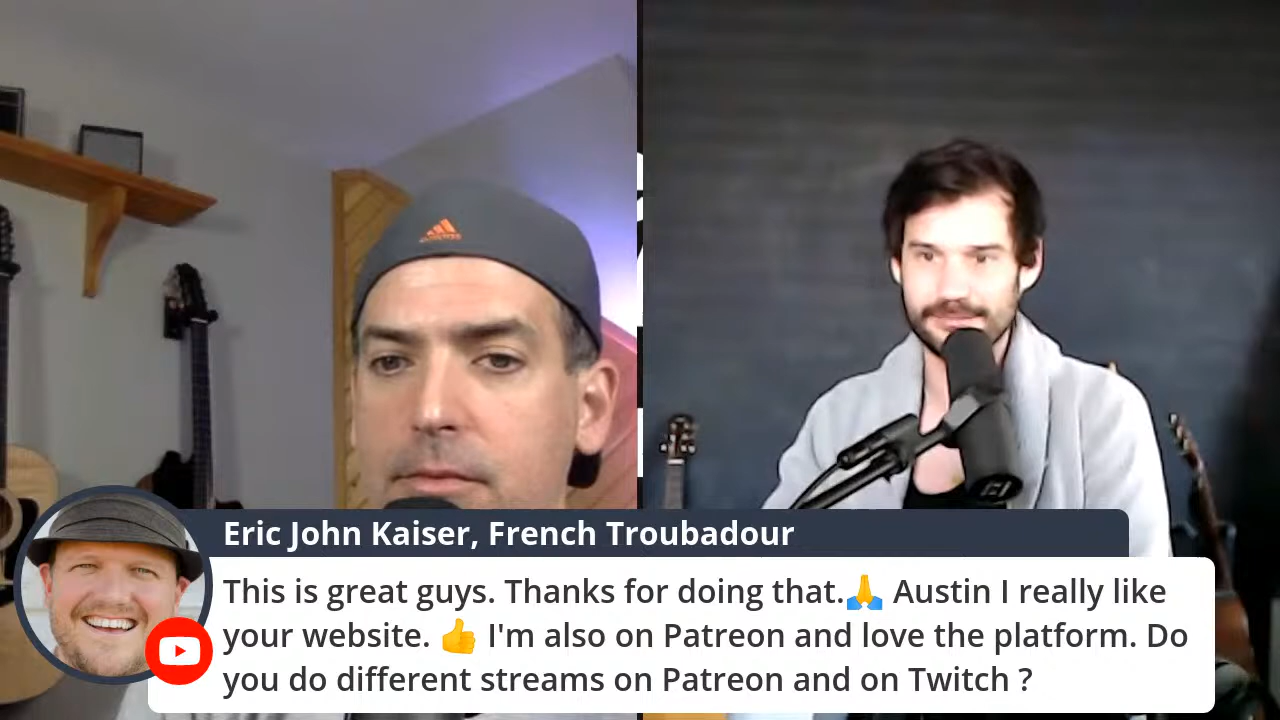 Eric John Kaiser, French Troubadour
This is great guys. Thanks for doing that.🙏 Austin I really like
your website. 👍 I'm also on Patreon and love the platform. Do
you do different streams on Patreon and on Twitch ?